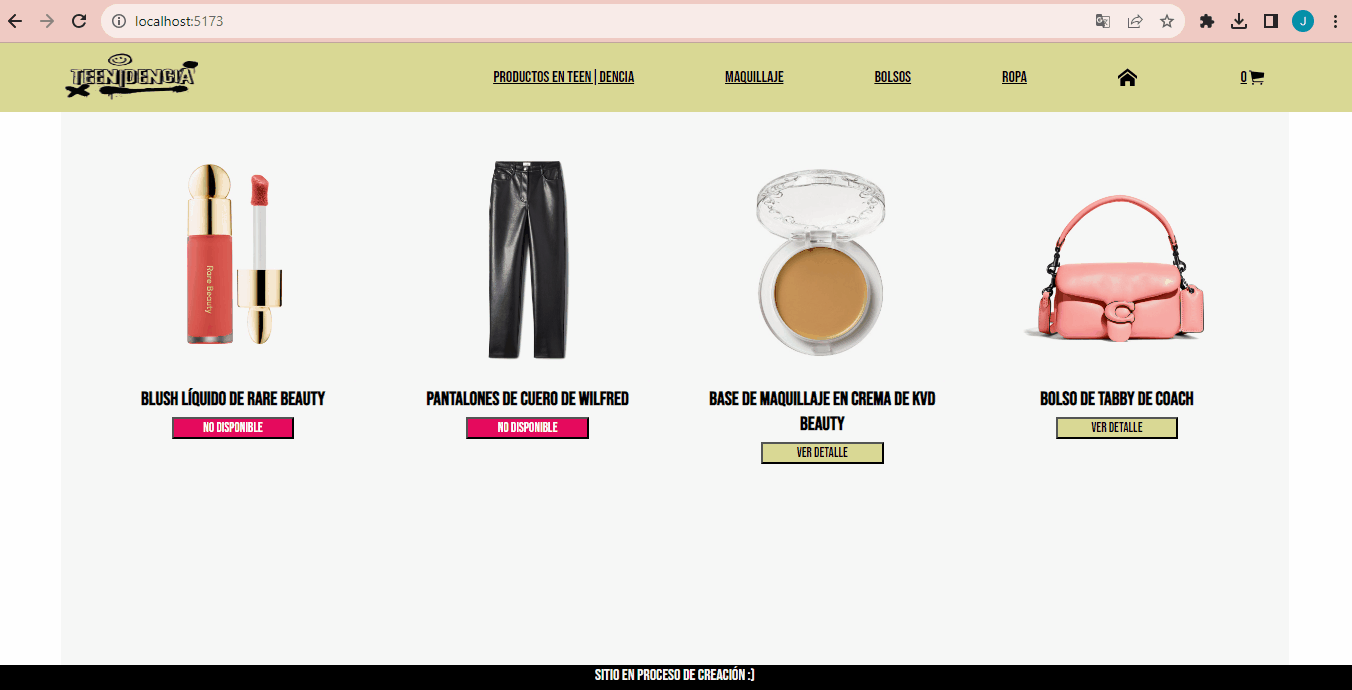 localhost:5173
J
TEEN|DENCIA
PRODUCTOS EN TEEN | DENCIA
MAQUILLAJE
BOLSOS
ROPA
0
Rare Beauty
BLUSH LÍQUIDO DE RARE BEAUTY
NO DISPONIBLE
PANTALONES DE CUERO DE WILFRED
NO DISPONIBLE
BASE DE MAQUILLAJE EN CREMA DE KVD
BEAUTY
VER DETALLE
BOLSO DE TABBY DE COACH
VER DETALLE
SITIO EN PROCESO DE CREACIÓN :)